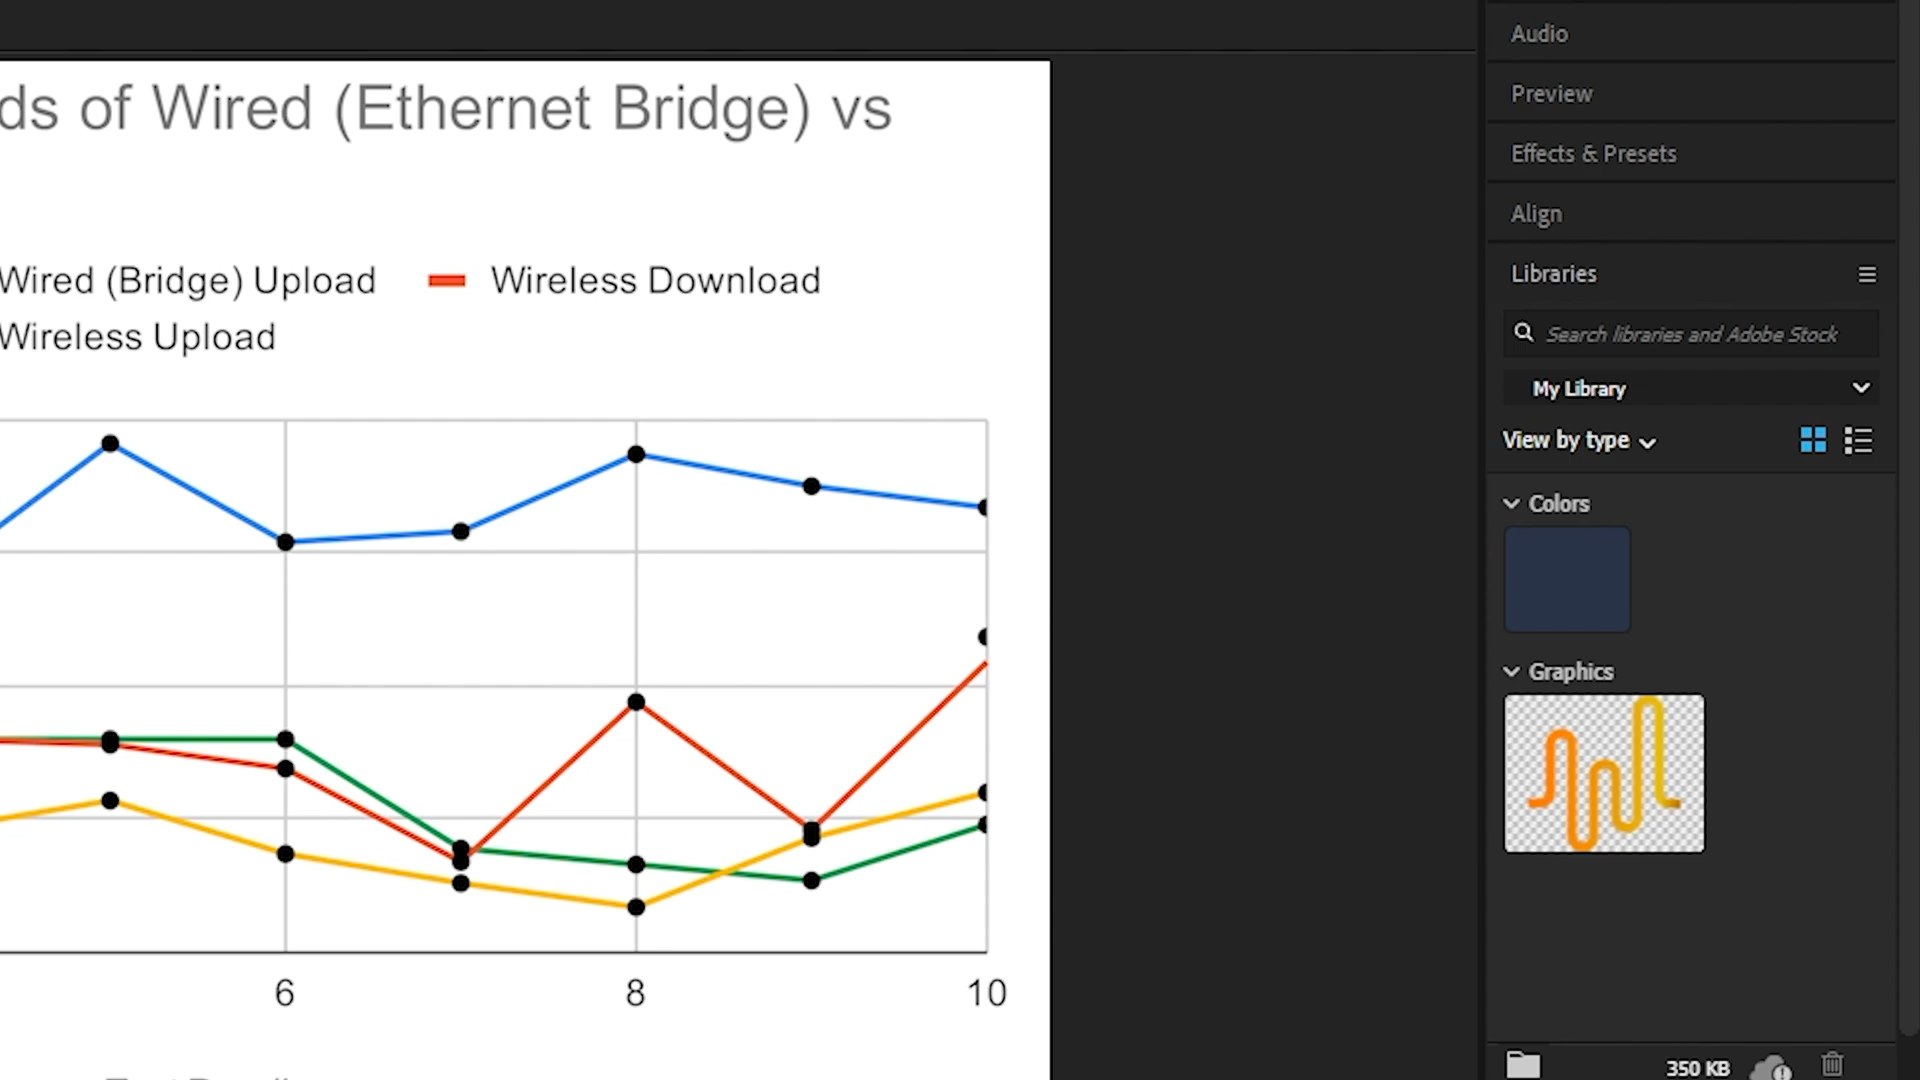 ds of Wired (Ethernet Bridge) vs
Wired (Bridge) Upload
Wireless Download
Wireless Upload
6
8
10
Audio
Preview
Effects & Presets
Align
Libraries
Search libraries and Adobe Stock
My Library
View by type
Colors
Graphics
350 KB